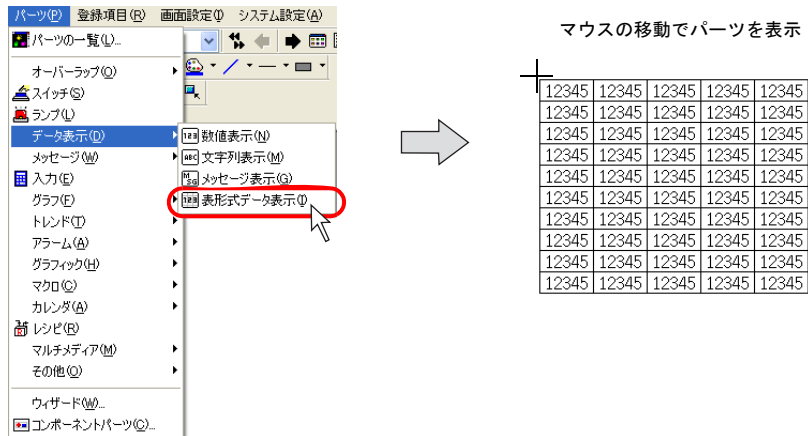 パーツ(P) 登録項目(R) 画面設定(I) システム設定(A)
パーツの一覧(L)...
オーバーラップ(O)
スイッチ(S)
ランプ(L)
データ表示(D)
メッセージ(W)
入力(E)
グラフ(F)
トレンド(T)
アラーム(A)
グラフィック(H)
マクロ(C)
カレンダ(A)
レシピ(R)
マルチメディア(M)
その他(O)
ウィザード(W)...
コンポーネントパーツ(C)...
123 数値表示(N)
ABC 文字列表示(M)
MSG メッセージ表示(G)
123 表形式データ表示(I)
マウスの移動でパーツを表示
12345 12345 12345 12345 12345
12345 12345 12345 12345 12345
12345 12345 12345 12345 12345
12345 12345 12345 12345 12345
12345 12345 12345 12345 12345
12345 12345 12345 12345 12345
12345 12345 12345 12345 12345
12345 12345 12345 12345 12345
12345 12345 12345 12345 12345
12345 12345 12345 12345 12345